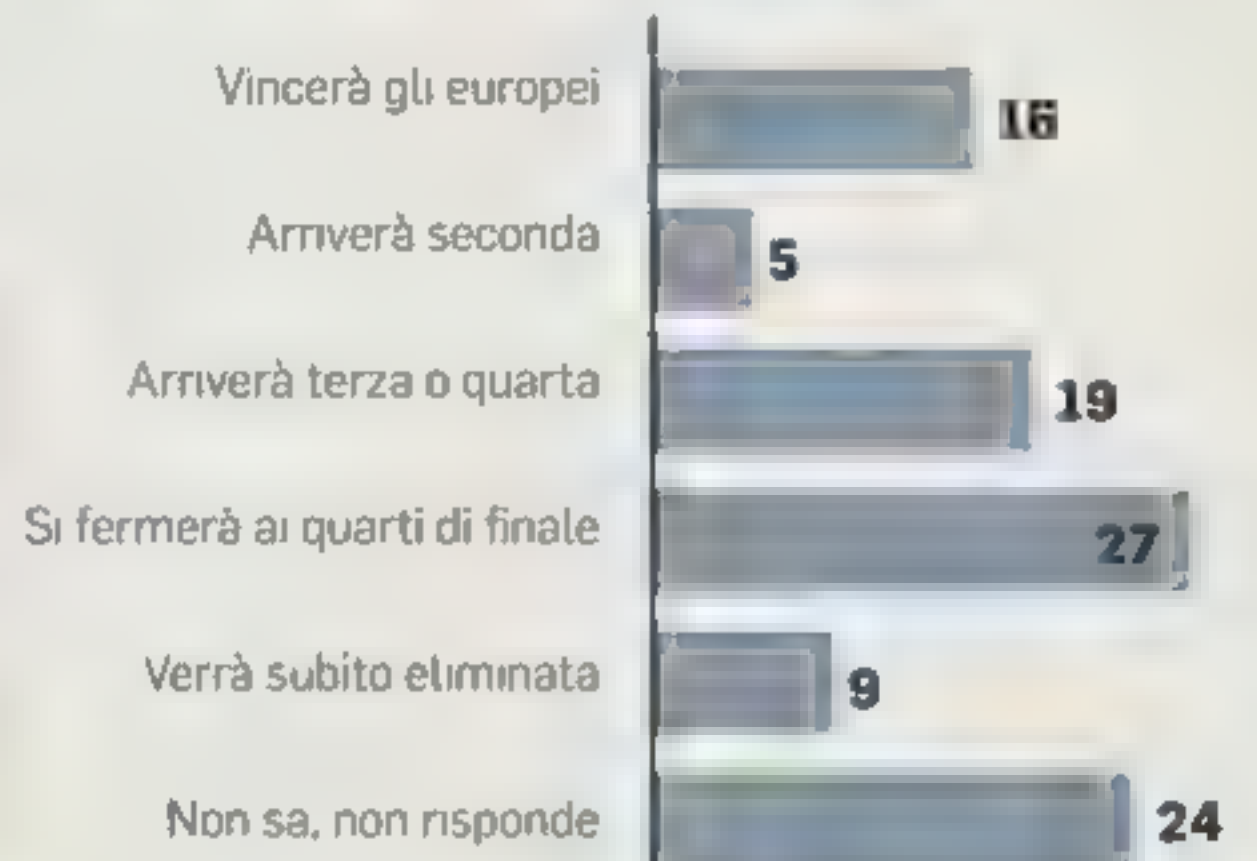 Vincerà gli europei 16
Arriverà seconda 5
Arriverà terza o quarta 19
Si fermerà ai quarti di finale 27
Verrà subito eliminata 9
Non sa, non risponde 24